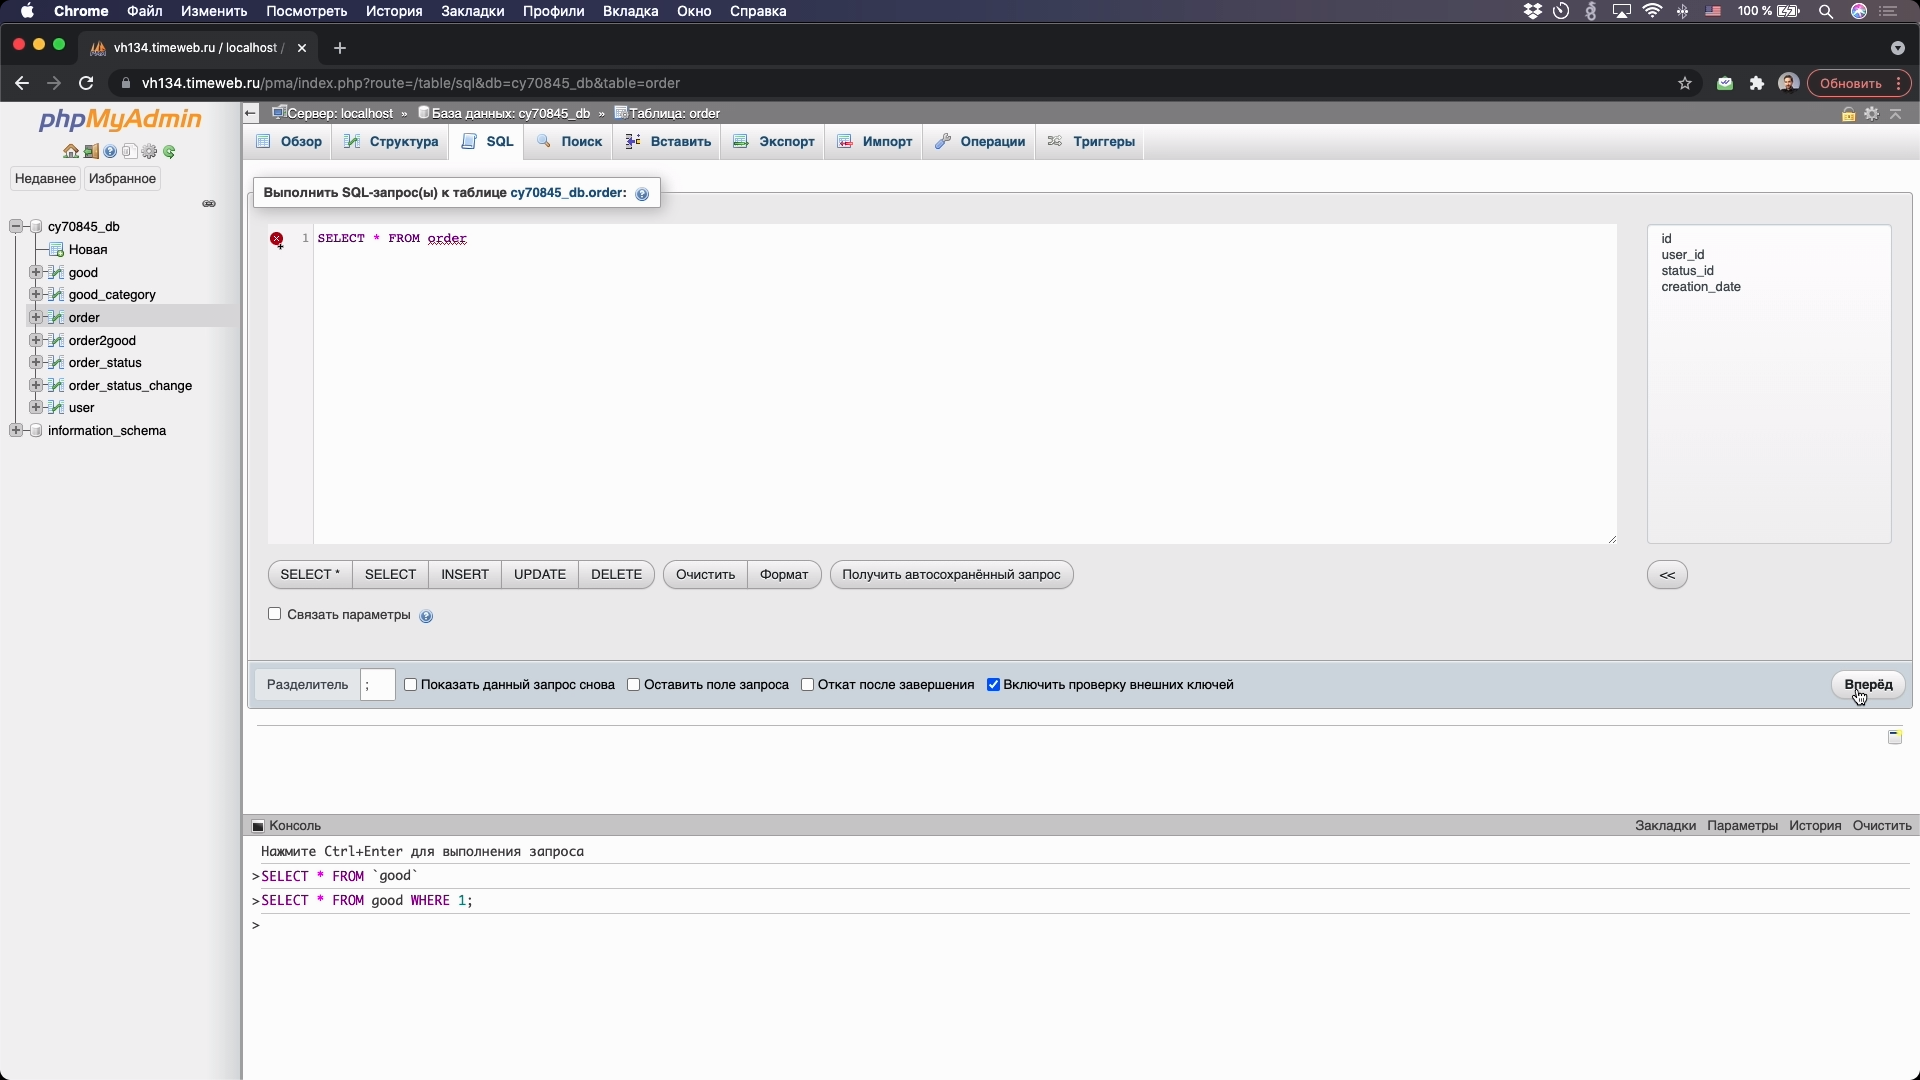 Chrome Файл Изменить Посмотреть История Закладки Профили Вкладка Окно Справка 100 %
vh134.timeweb.ru / localhost /
vh134.timeweb.ru/pma/index.php?route=/table/sql&db=cy70845_db&table=order Обновить
phpMyAdmin
Недавнее Избранное
cy70845_db
Новая
good
good_category
order
order2good
order_status
order_status_change
user
information_schema
Сервер: localhost » База данных: cy70845_db » Таблица: order
Обзор Структура SQL Поиск Вставить Экспорт Импорт Операции Триггеры
Выполнить SQL-запрос(ы) к таблице cy70845_db.order:
1 SELECT * FROM order
id
user_id
status_id
creation_date
SELECT * SELECT INSERT UPDATE DELETE Очистить Формат Получить автосохранённый запрос <<
Связать параметры
Разделитель ; Показать данный запрос снова Оставить поле запроса Откат после завершения Включить проверку внешних ключей Вперёд
Консоль Закладки Параметры История Очистить
Нажмите Ctrl+Enter для выполнения запроса
>SELECT * FROM `good`
>SELECT * FROM good WHERE 1;
>